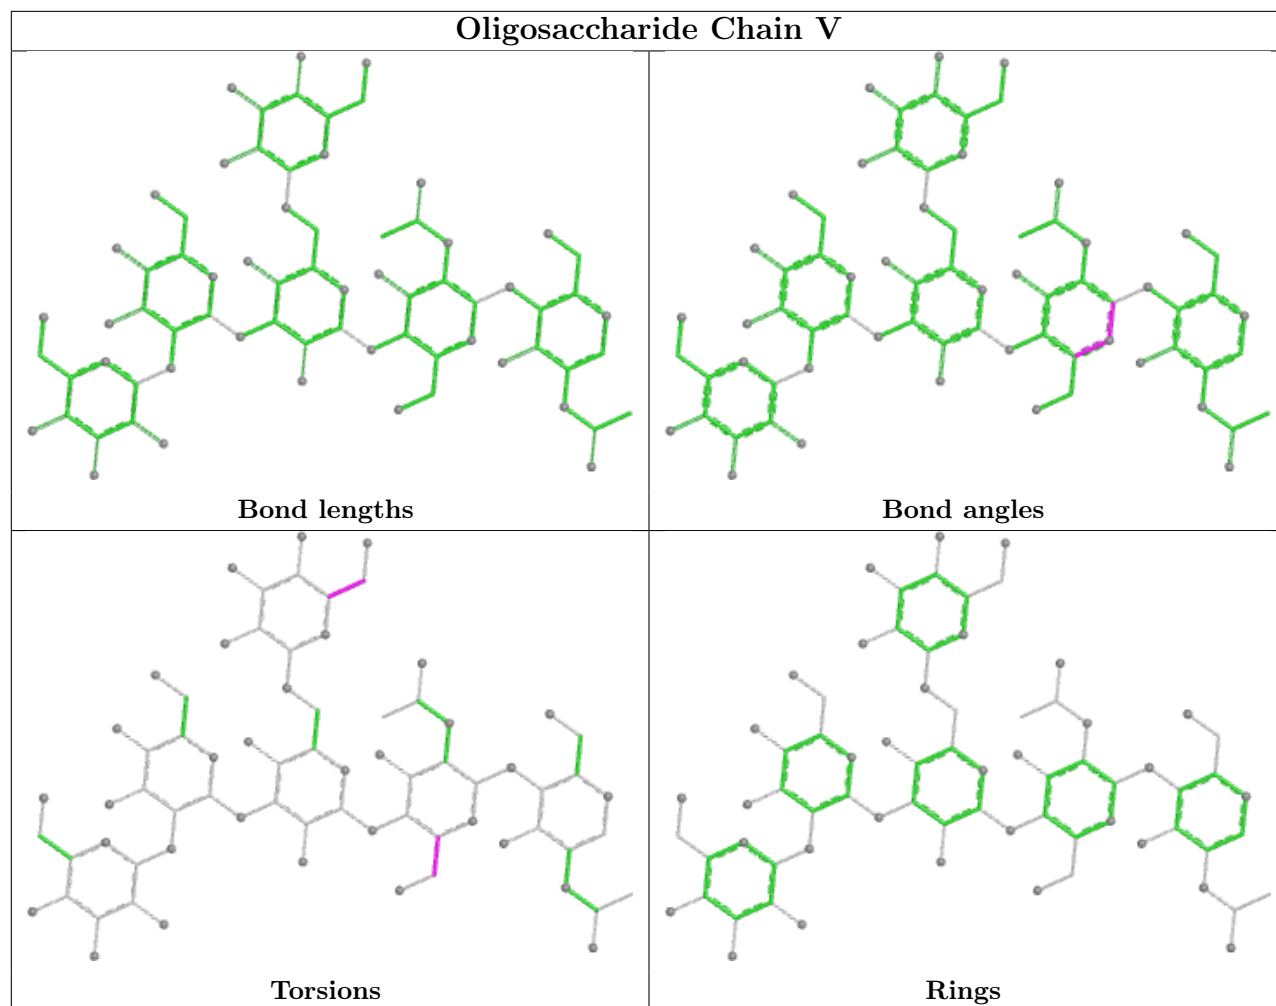 Oligosaccharide Chain V
Bond lengths
Bond angles
Torsions
Rings